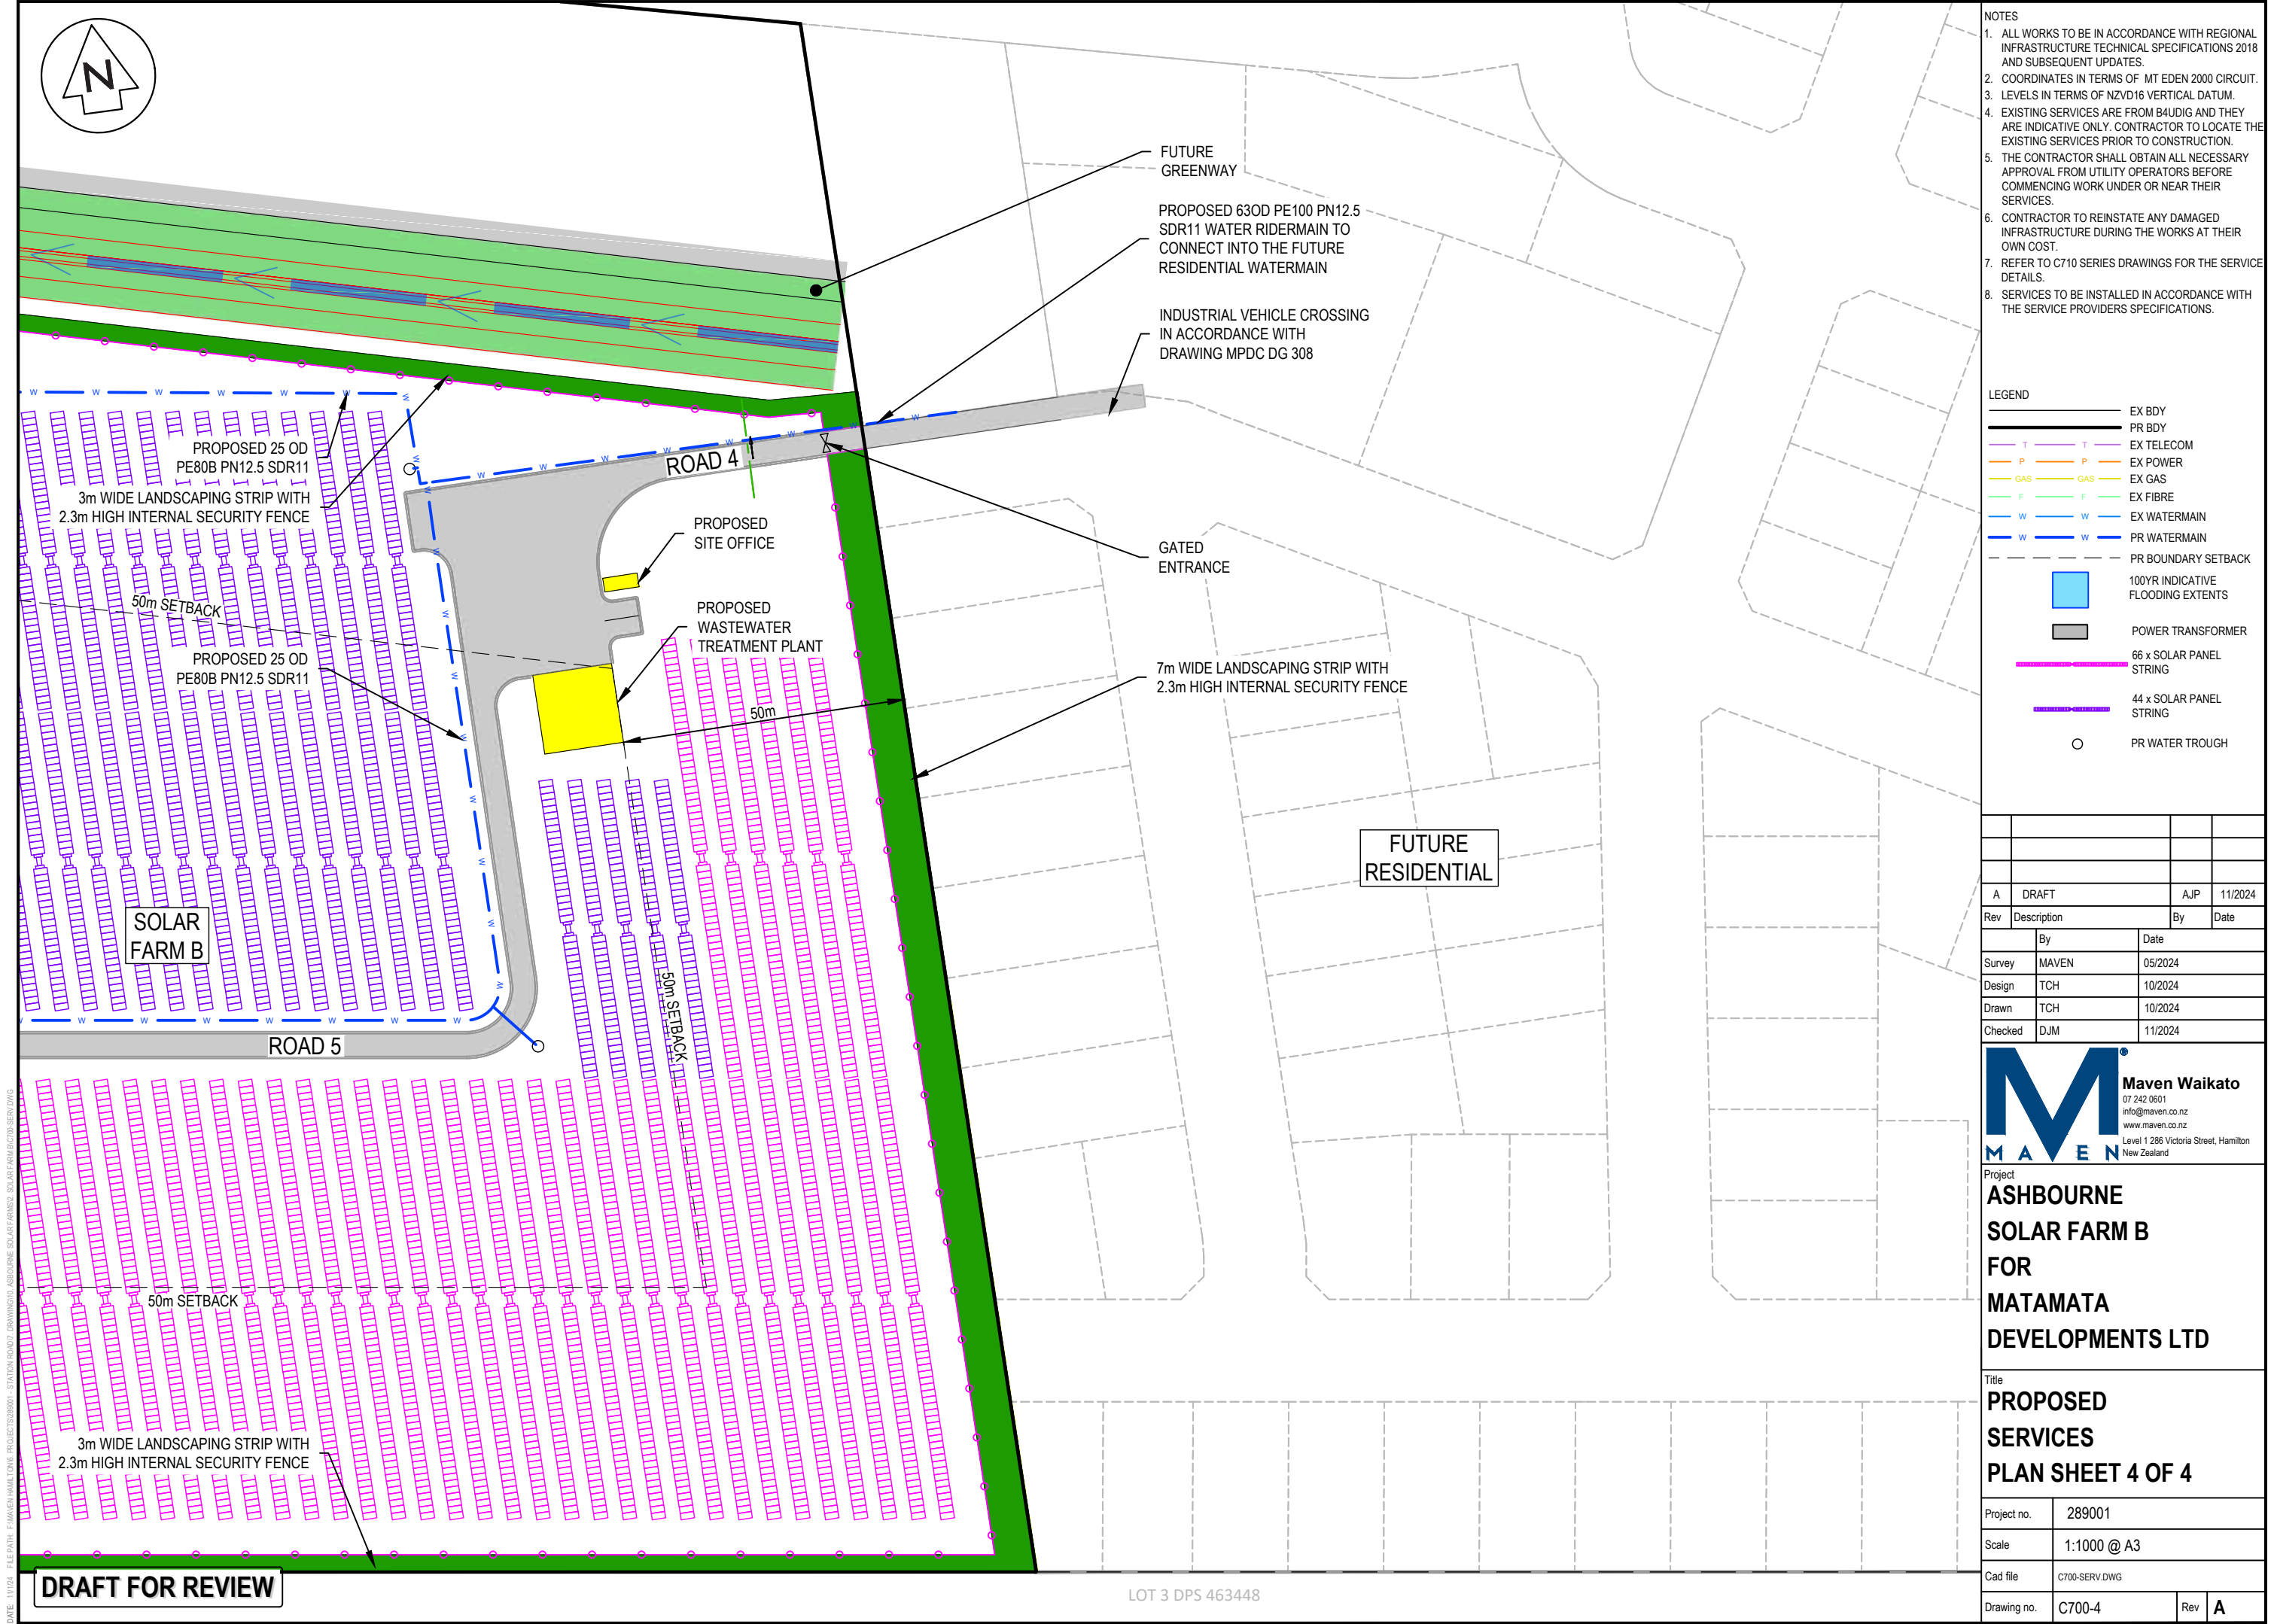 N
FUTURE
GREENWAY
PROPOSED 63OD PE100 PN12.5
SDR11 WATER RIDERMAIN TO
CONNECT INTO THE FUTURE
RESIDENTIAL WATERMAIN
INDUSTRIAL VEHICLE CROSSING
IN ACCORDANCE WITH
DRAWING MPDC DG 308
PROPOSED 25 OD
PE80B PN12.5 SDR11
3m WIDE LANDSCAPING STRIP WITH
2.3m HIGH INTERNAL SECURITY FENCE
ROAD 4
PROPOSED
SITE OFFICE
GATED
ENTRANCE
50m SETBACK
PROPOSED
WASTEWATER
TREATMENT PLANT
PROPOSED 25 OD
PE80B PN12.5 SDR11
7m WIDE LANDSCAPING STRIP WITH
2.3m HIGH INTERNAL SECURITY FENCE
50m
FUTURE
RESIDENTIAL
SOLAR
FARM B
50m SETBACK
ROAD 5
50m SETBACK
3m WIDE LANDSCAPING STRIP WITH
2.3m HIGH INTERNAL SECURITY FENCE
DRAFT FOR REVIEW
LOT 3 DPS 463448
NOTES
1. ALL WORKS TO BE IN ACCORDANCE WITH REGIONAL
INFRASTRUCTURE TECHNICAL SPECIFICATIONS 2018
AND SUBSEQUENT UPDATES.
2. COORDINATES IN TERMS OF MT EDEN 2000 CIRCUIT.
3. LEVELS IN TERMS OF NZVD16 VERTICAL DATUM.
4. EXISTING SERVICES ARE FROM B4UDIG AND THEY
ARE INDICATIVE ONLY. CONTRACTOR TO LOCATE THE
EXISTING SERVICES PRIOR TO CONSTRUCTION.
5. THE CONTRACTOR SHALL OBTAIN ALL NECESSARY
APPROVAL FROM UTILITY OPERATORS BEFORE
COMMENCING WORK UNDER OR NEAR THEIR
SERVICES.
6. CONTRACTOR TO REINSTATE ANY DAMAGED
INFRASTRUCTURE DURING THE WORKS AT THEIR
OWN COST.
7. REFER TO C710 SERIES DRAWINGS FOR THE SERVICE
DETAILS.
8. SERVICES TO BE INSTALLED IN ACCORDANCE WITH
THE SERVICE PROVIDERS SPECIFICATIONS.
LEGEND
EX BDY
PR BDY
T T EX TELECOM
P P EX POWER
GAS GAS EX GAS
F F EX FIBRE
W W EX WATERMAIN
W W PR WATERMAIN
PR BOUNDARY SETBACK
100YR INDICATIVE
FLOODING EXTENTS
POWER TRANSFORMER
66 x SOLAR PANEL
STRING
44 x SOLAR PANEL
STRING
PR WATER TROUGH
A DRAFT AJP 11/2024
Rev Description By Date
By Date
Survey MAVEN 05/2024
Design TCH 10/2024
Drawn TCH 10/2024
Checked DJM 11/2024
MAVEN
Maven Waikato
07 242 0601
info@maven.co.nz
www.maven.co.nz
Level 1 286 Victoria Street, Hamilton
New Zealand
Project
ASHBOURNE
SOLAR FARM B
FOR
MATAMATA
DEVELOPMENTS LTD
Title
PROPOSED
SERVICES
PLAN SHEET 4 OF 4
Project no. 289001
Scale 1:1000 @ A3
Cad file C700-SERV.DWG
Drawing no. C700-4 Rev A